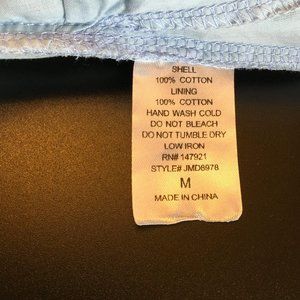 SHELL
100% COTTON
LINING
100% COTTON
HAND WASH COLD
DO NOT BLEACH
DO NOT TUMBLE DRY
LOW IRON
RN# 147921
STYLE# JMD8978
M
MADE IN CHINA